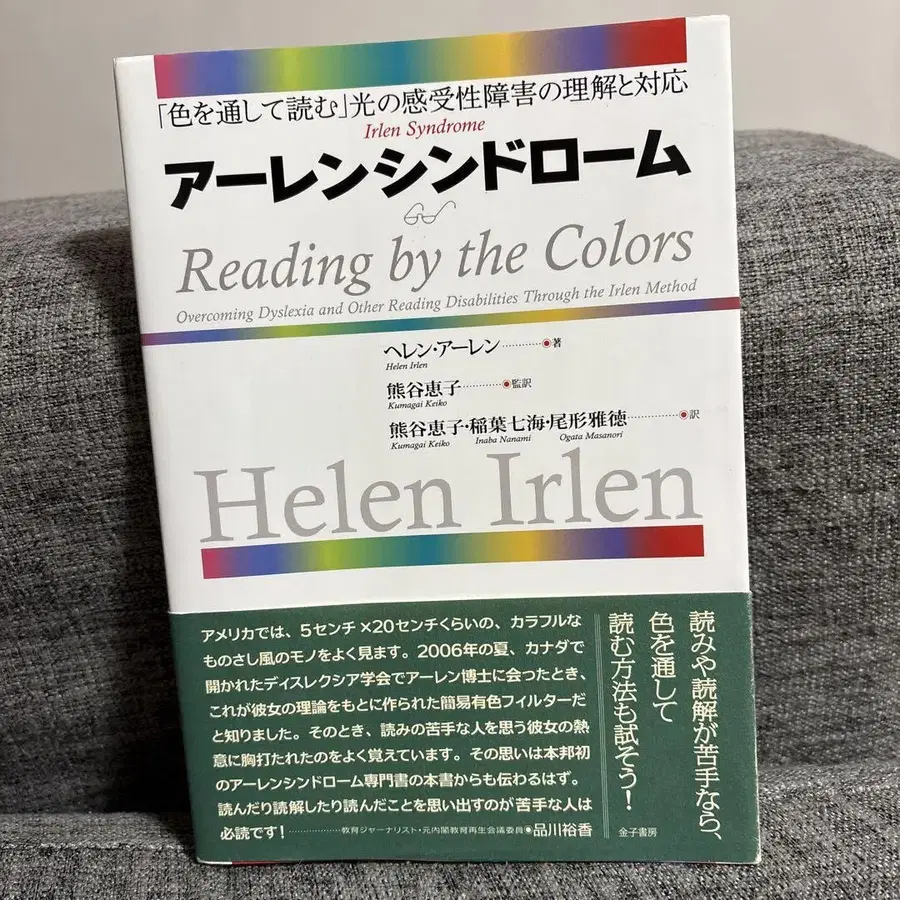 「色を通して読む」光の感受性障害の理解と対応
Irlen Syndrome
アーレンシンドローム
Reading by the Colors
Overcoming Dyslexia and Other Reading Disabilities Through the Irlen Method
ヘレン・アーレン…………◉著
Helen Irlen
熊谷恵子…………◉監訳
Kumagai Keiko
熊谷恵子・稲葉七海・尾形雅徳…………◉訳
Kumagai Keiko Inaba Nanami Ogata Masanori
Helen Irlen
読みや読解が苦手なら、
色を通して
読む方法も試そう!
金子書房
アメリカでは、5センチ×20センチくらいの、カラフルな
ものさし風のモノをよく見ます。2006年の夏、カナダで
開かれたディスレクシア学会でアーレン博士に会ったとき、
これが彼女の理論をもとに作られた簡易有色フィルターだ
と知りました。そのとき、読みの苦手な人を思う彼女の熱
意に胸打たれたのをよく覚えています。その思いは本邦初
のアーレンシンドローム専門書の本書からも伝わるはず。
読んだり読解したり読んだことを思い出すのが苦手な人は
必読です!…………教育ジャーナリスト・元内閣教育再生会議委員◉品川裕香